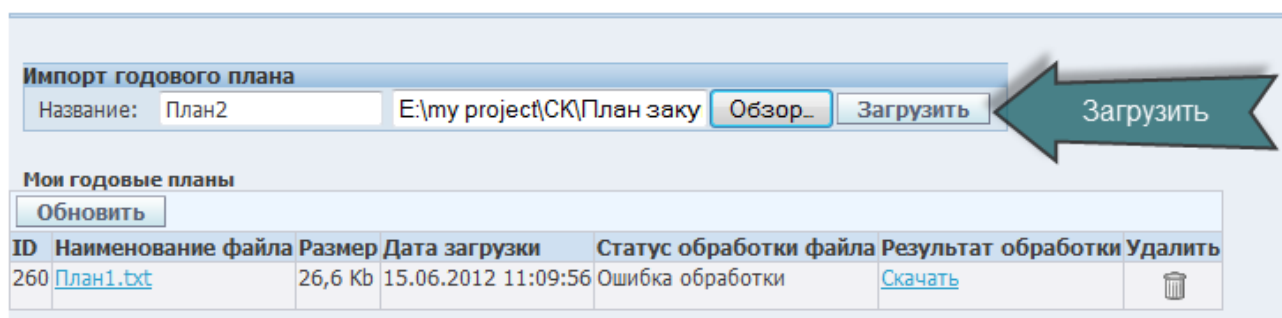 Импорт годового плана
Название: План2 E:\my project\СК\План заку Обзор... Загрузить Загрузить
Мои годовые планы
Обновить
ID Наименование файла Размер Дата загрузки Статус обработки файла Результат обработки Удалить
260 План1.txt 26,6 Kb 15.06.2012 11:09:56 Ошибка обработки Скачать